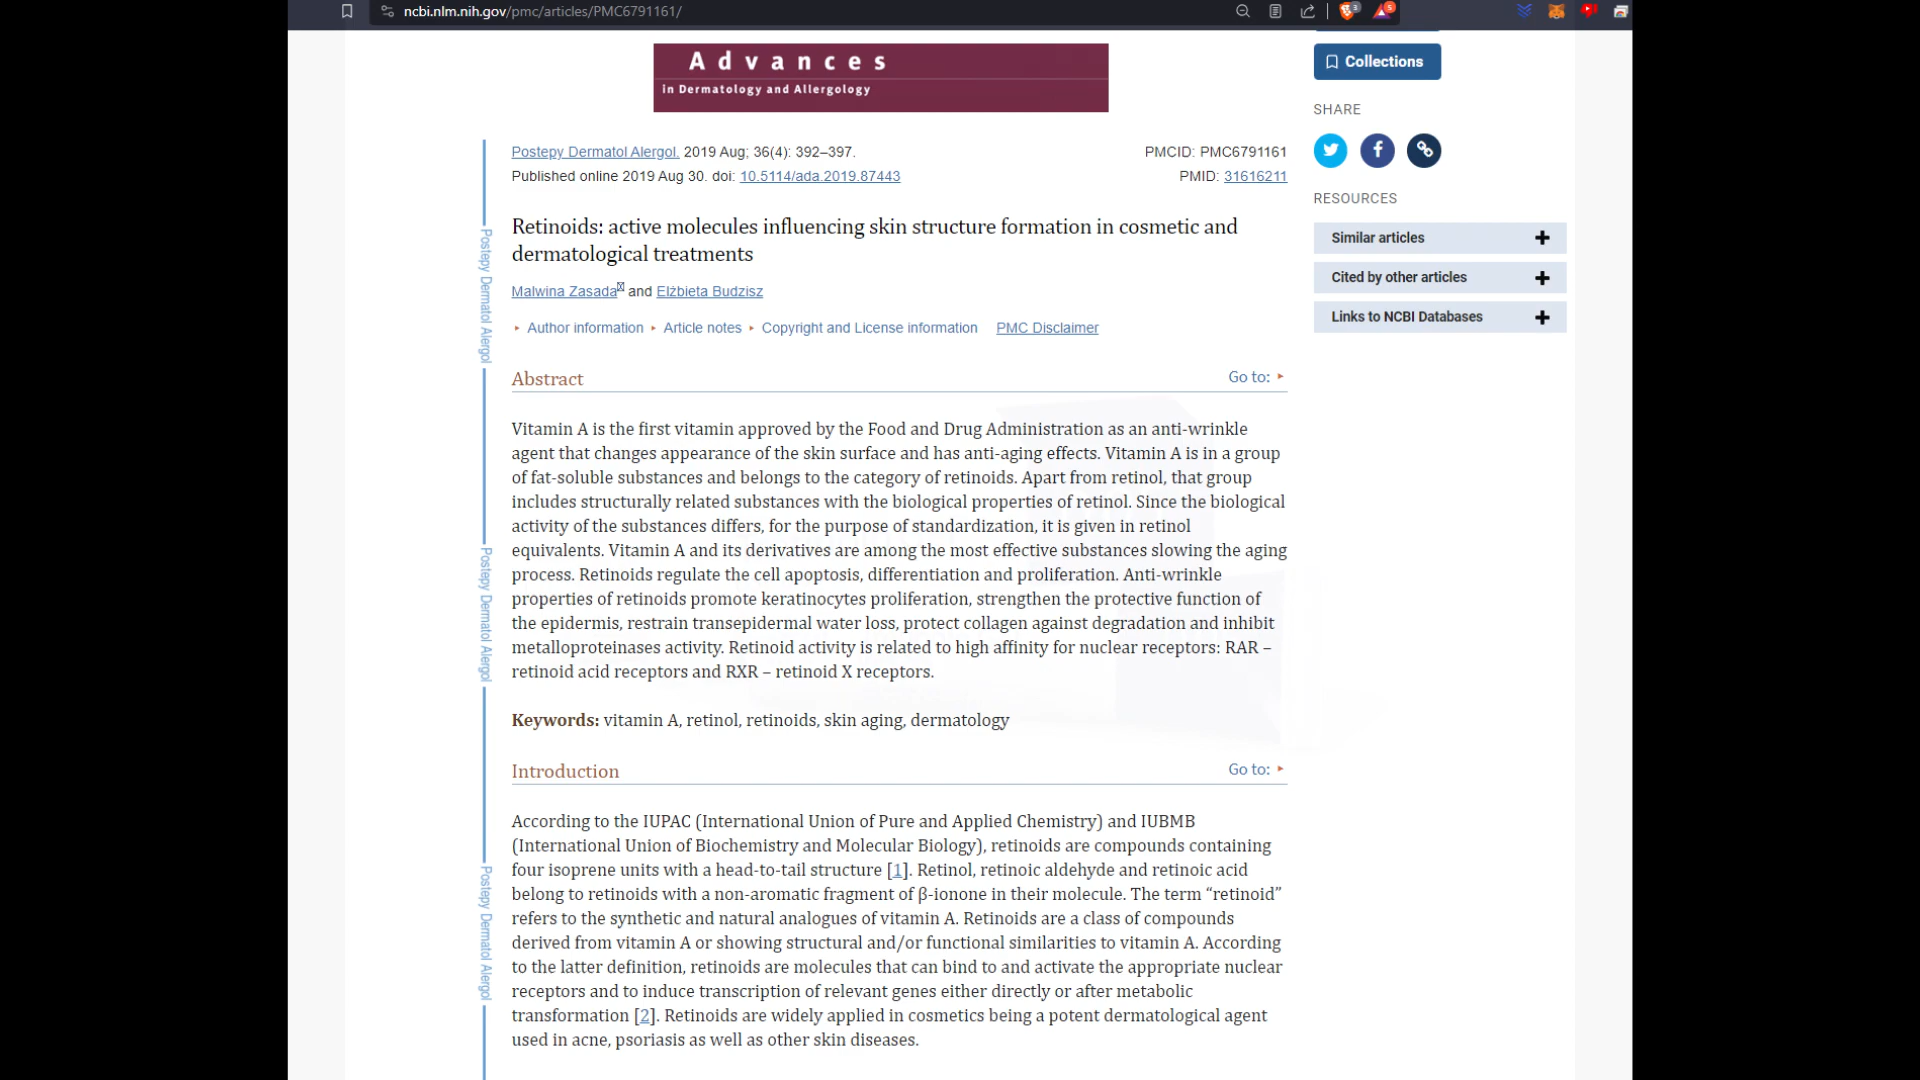 ncbi.nlm.nih.gov/pmc/articles/PMC6791161/
3
5
Advances
in Dermatology and Allergology
Collections
SHARE
Postepy Dermatol Alergol. 2019 Aug; 36(4): 392–397.
PMCID: PMC6791161
Published online 2019 Aug 30. doi: 10.5114/ada.2019.87443
PMID: 31616211
RESOURCES
Similar articles
Cited by other articles
Links to NCBI Databases
Retinoids: active molecules influencing skin structure formation in cosmetic and
dermatological treatments
Malwina Zasada and Elżbieta Budzisz
Author information Article notes Copyright and License information PMC Disclaimer
Abstract
Go to:
Vitamin A is the first vitamin approved by the Food and Drug Administration as an anti-wrinkle
agent that changes appearance of the skin surface and has anti-aging effects. Vitamin A is in a group
of fat-soluble substances and belongs to the category of retinoids. Apart from retinol, that group
includes structurally related substances with the biological properties of retinol. Since the biological
activity of the substances differs, for the purpose of standardization, it is given in retinol
equivalents. Vitamin A and its derivatives are among the most effective substances slowing the aging
process. Retinoids regulate the cell apoptosis, differentiation and proliferation. Anti-wrinkle
properties of retinoids promote keratinocytes proliferation, strengthen the protective function of
the epidermis, restrain transepidermal water loss, protect collagen against degradation and inhibit
metalloproteinases activity. Retinoid activity is related to high affinity for nuclear receptors: RAR –
retinoid acid receptors and RXR – retinoid X receptors.
Keywords: vitamin A, retinol, retinoids, skin aging, dermatology
Introduction
Go to:
According to the IUPAC (International Union of Pure and Applied Chemistry) and IUBMB
(International Union of Biochemistry and Molecular Biology), retinoids are compounds containing
four isoprene units with a head-to-tail structure [1]. Retinol, retinoic aldehyde and retinoic acid
belong to retinoids with a non-aromatic fragment of β-ionone in their molecule. The term “retinoid”
refers to the synthetic and natural analogues of vitamin A. Retinoids are a class of compounds
derived from vitamin A or showing structural and/or functional similarities to vitamin A. According
to the latter definition, retinoids are molecules that can bind to and activate the appropriate nuclear
receptors and to induce transcription of relevant genes either directly or after metabolic
transformation [2]. Retinoids are widely applied in cosmetics being a potent dermatological agent
used in acne, psoriasis as well as other skin diseases.
Postepy Dermatol Alergol
Postepy Dermatol Alergol
Postepy Dermatol Alergol